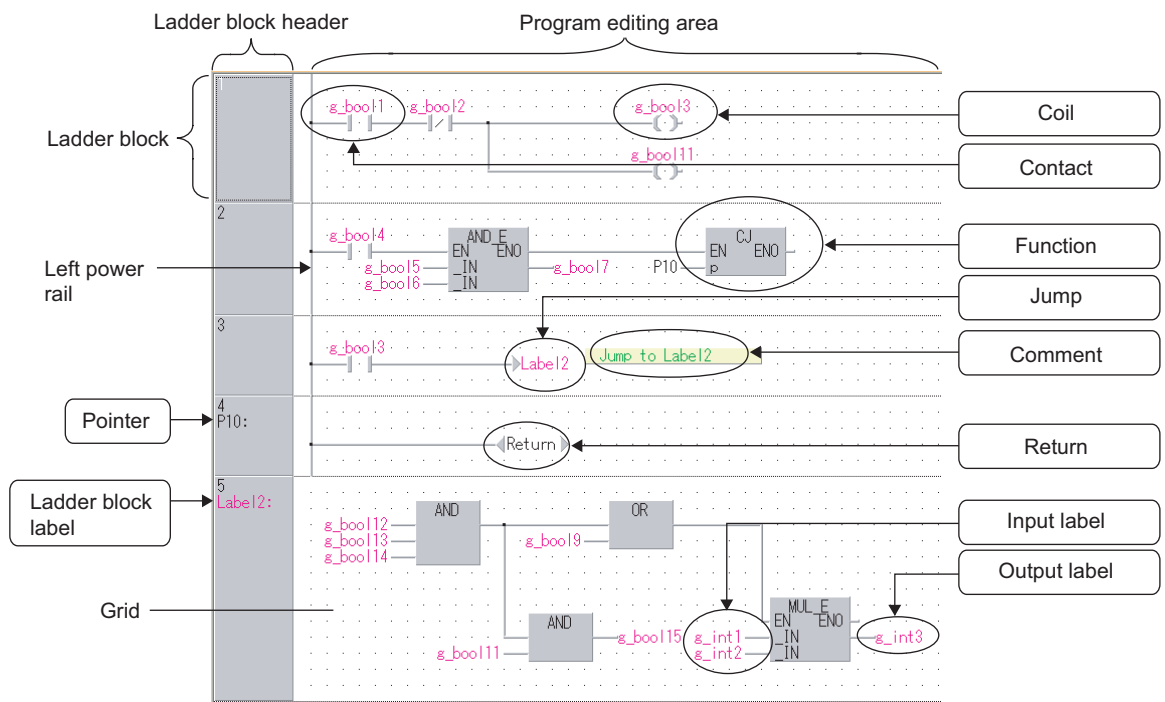 Ladder block header
Program editing area
Ladder block
1
g_bool1
g_bool2
g_bool3
g_bool11
Coil
Contact
2
g_bool4
AND_E
EN ENO
g_bool5 _IN g_bool7
g_bool6 _IN
CJ
EN ENO
P10 p
Function
Left power
rail
Jump
3
g_bool3
Label2
Jump to Label2
Comment
Pointer
4
P10:
Return
Return
Ladder block
label
5
Label2:
AND
g_bool12
g_bool13
g_bool14
OR
g_bool9
Input label
Output label
Grid
AND
g_bool11
g_bool15
MUL_E
EN ENO
g_int1 _IN g_int3
g_int2 _IN